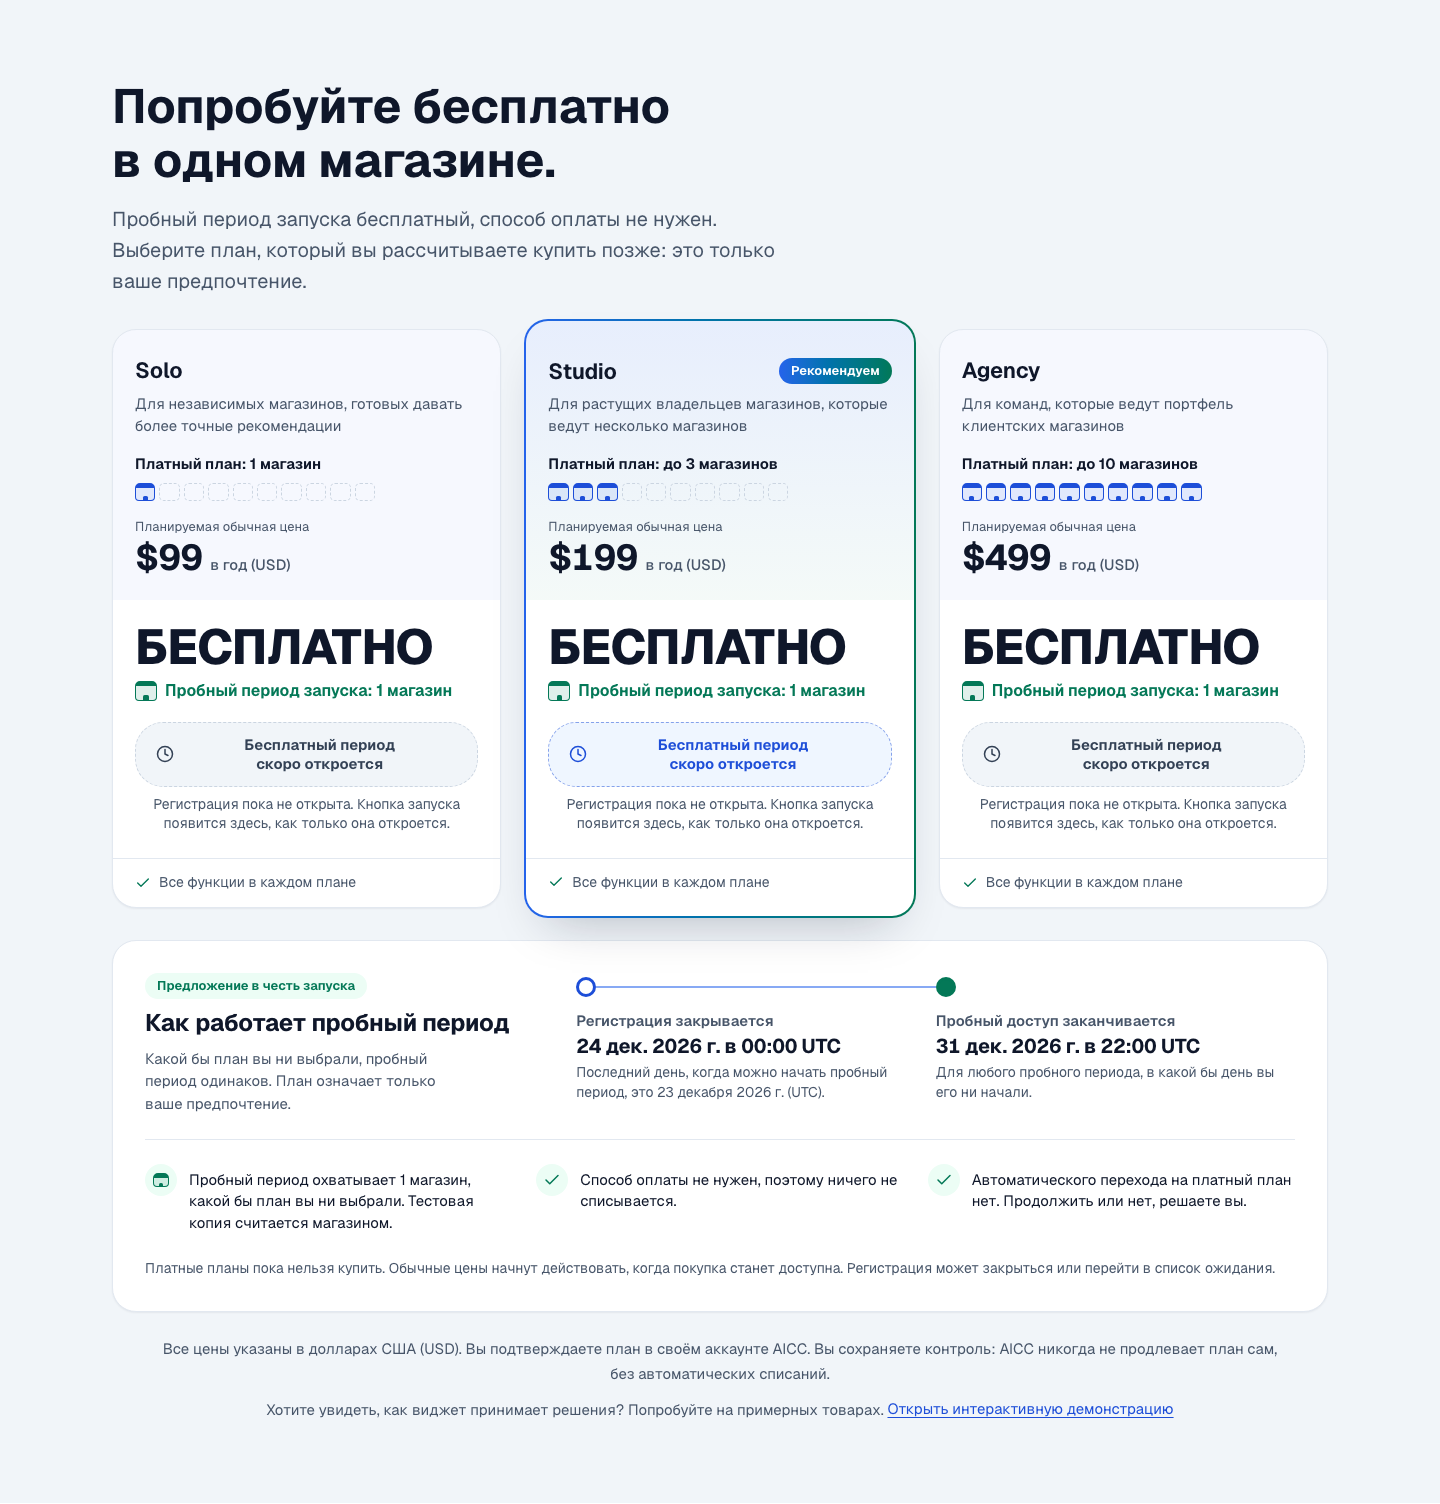 Попробуйте бесплатно
в одном магазине.
Пробный период запуска бесплатный, способ оплаты не нужен.
Выберите план, который вы рассчитываете купить позже: это только
ваше предпочтение.
Solo
Для независимых магазинов, готовых давать
более точные рекомендации
Платный план: 1 магазин
Планируемая обычная цена
$99 в год (USD)
БЕСПЛАТНО
Пробный период запуска: 1 магазин
Бесплатный период
скоро откроется
Регистрация пока не открыта. Кнопка запуска
появится здесь, как только она откроется.
Все функции в каждом плане
Studio
Рекомендуем
Для растущих владельцев магазинов, которые
ведут несколько магазинов
Платный план: до 3 магазинов
Планируемая обычная цена
$199 в год (USD)
БЕСПЛАТНО
Пробный период запуска: 1 магазин
Бесплатный период
скоро откроется
Регистрация пока не открыта. Кнопка запуска
появится здесь, как только она откроется.
Все функции в каждом плане
Agency
Для команд, которые ведут портфель
клиентских магазинов
Платный план: до 10 магазинов
Планируемая обычная цена
$499 в год (USD)
БЕСПЛАТНО
Пробный период запуска: 1 магазин
Бесплатный период
скоро откроется
Регистрация пока не открыта. Кнопка запуска
появится здесь, как только она откроется.
Все функции в каждом плане
Предложение в честь запуска
Как работает пробный период
Какой бы план вы ни выбрали, пробный
период одинаков. План означает только
ваше предпочтение.
Регистрация закрывается
24 дек. 2026 г. в 00:00 UTC
Последний день, когда можно начать пробный
период, это 23 декабря 2026 г. (UTC).
Пробный доступ заканчивается
31 дек. 2026 г. в 22:00 UTC
Для любого пробного периода, в какой бы день вы
его ни начали.
Пробный период охватывает 1 магазин,
какой бы план вы ни выбрали. Тестовая
копия считается магазином.
Способ оплаты не нужен, поэтому ничего не
списывается.
Автоматического перехода на платный план
нет. Продолжить или нет, решаете вы.
Платные планы пока нельзя купить. Обычные цены начнут действовать, когда покупка станет доступна. Регистрация может закрыться или перейти в список ожидания.
Все цены указаны в долларах США (USD). Вы подтверждаете план в своём аккаунте AICC. Вы сохраняете контроль: AICC никогда не продлевает план сам,
без автоматических списаний.
Хотите увидеть, как виджет принимает решения? Попробуйте на примерных товарах. Открыть интерактивную демонстрацию